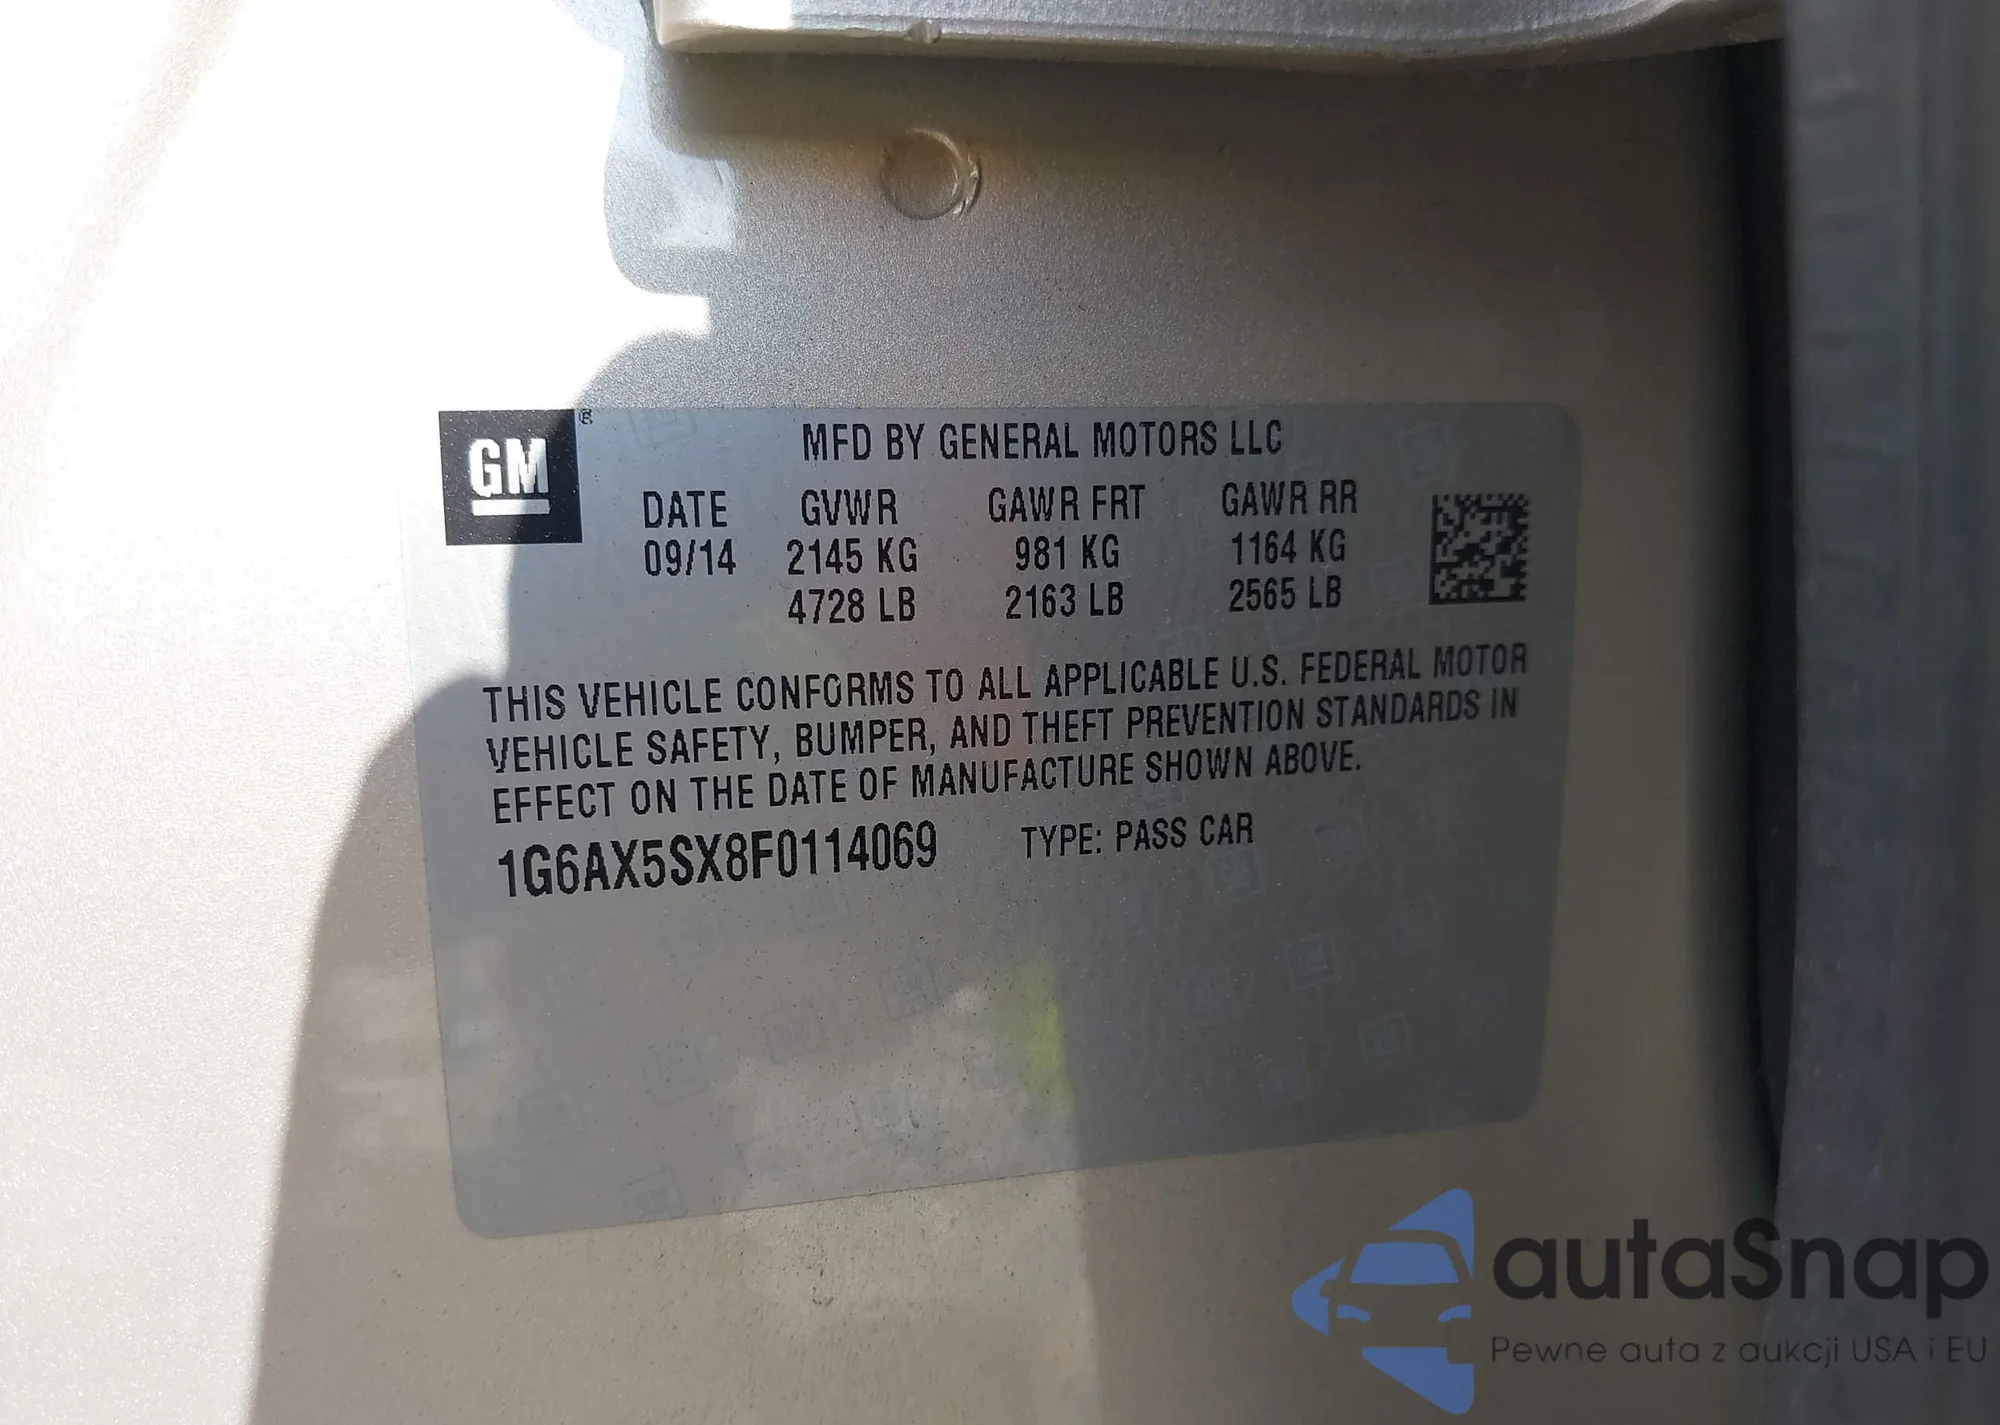 GM ®
MFD BY GENERAL MOTORS LLC
DATE GVWR GAWR FRT GAWR RR
09/14 2145 KG 981 KG 1164 KG
4728 LB 2163 LB 2565 LB
THIS VEHICLE CONFORMS TO ALL APPLICABLE U.S. FEDERAL MOTOR
VEHICLE SAFETY, BUMPER, AND THEFT PREVENTION STANDARDS IN
EFFECT ON THE DATE OF MANUFACTURE SHOWN ABOVE.
1G6AX5SX8F0114069 TYPE: PASS CAR
autaSnap
Pewne auta z aukcji USA i EU